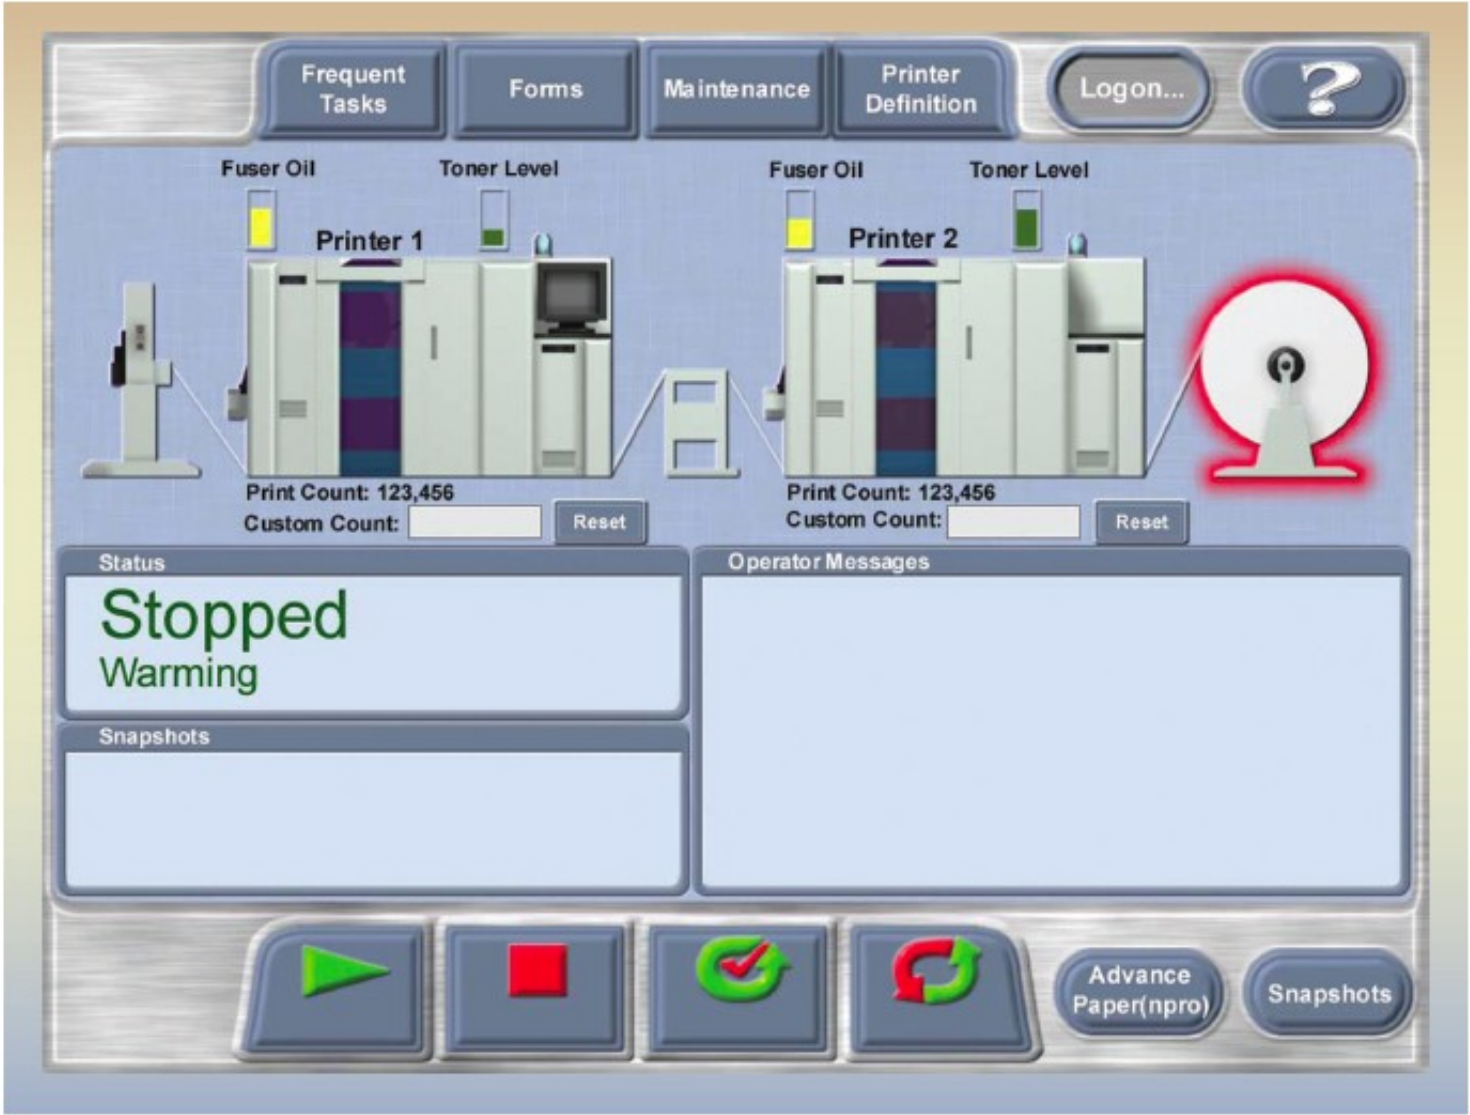 Frequent
Tasks
Forms
Maintenance
Printer
Definition
Logon...
?
Fuser Oil
Toner Level
Fuser Oil
Toner Level
Printer 1
Printer 2
Print Count: 123,456
Custom Count:
Reset
Print Count: 123,456
Custom Count:
Reset
Status
Stopped
Warming
Operator Messages
Snapshots
Advance
Paper(npro)
Snapshots